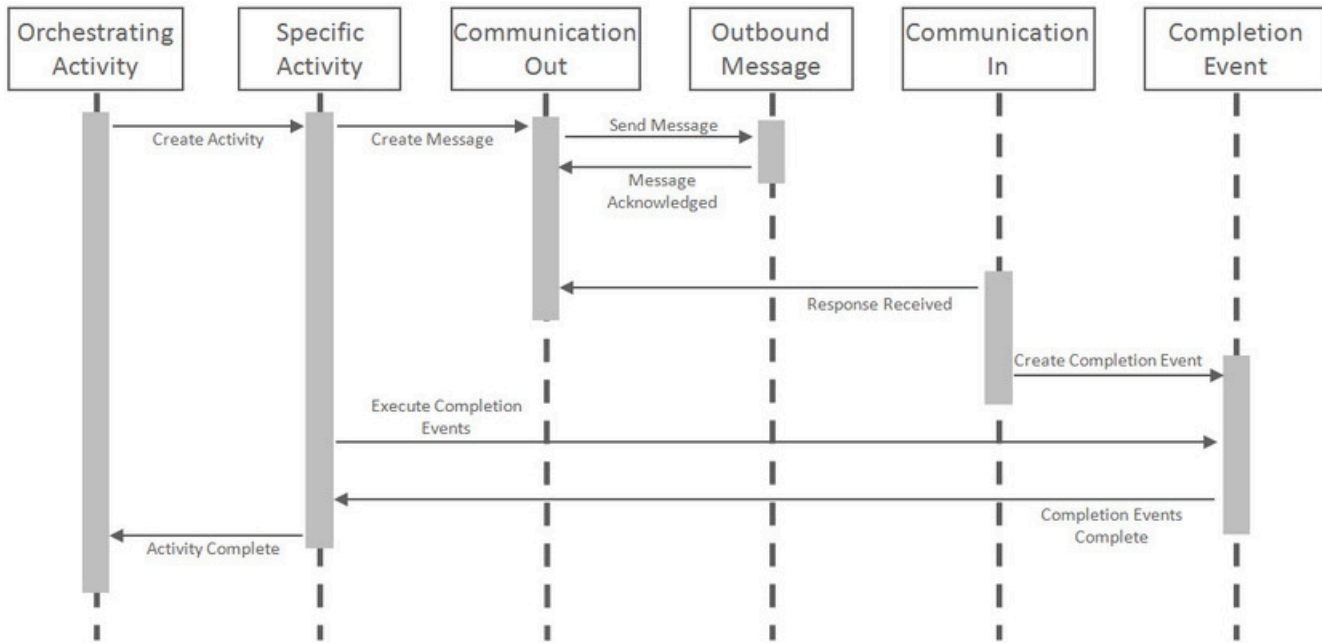 Orchestrating
Activity
Specific
Activity
Communication
Out
Outbound
Message
Communication
In
Completion
Event
Create Activity
Create Message
Send Message
Message
Acknowledged
Response Received
Create Completion Event
Execute Completion
Events
Completion Events
Complete
Activity Complete